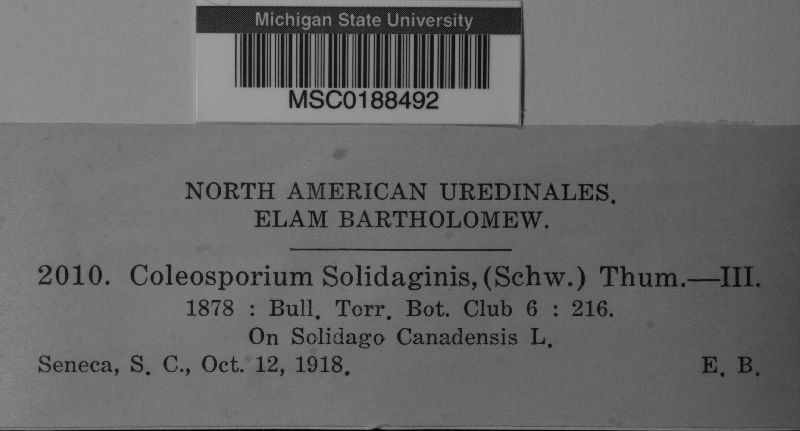 Michigan State University
MSC0188492
NORTH AMERICAN UREDINALES.
ELAM BARTHOLOMEW.
2010. Coleosporium Solidaginis, (Schw.) Thum.—III.
1878 : Bull. Torr. Bot. Club 6 : 216.
On Solidago Canadensis L.
Seneca, S. C., Oct. 12, 1918. E. B.